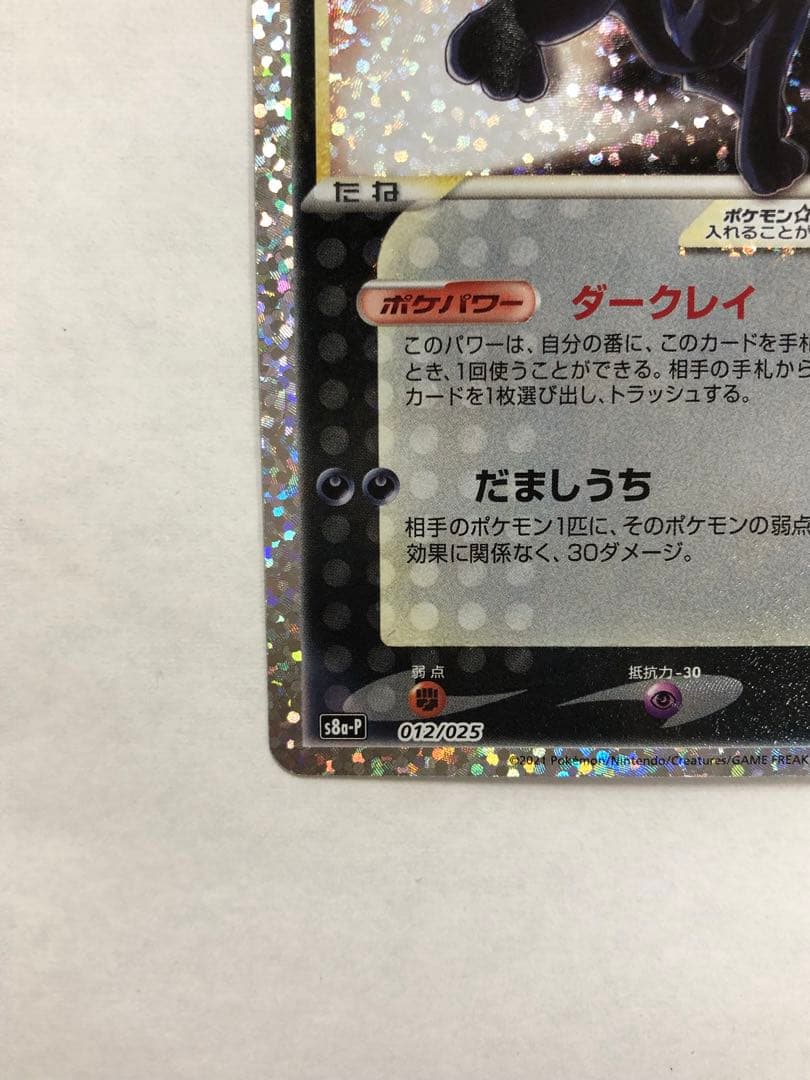 たね
ポケモン☆
入れることが
ポケパワー ダークレイ
このパワーは、自分の番に、このカードを手札
とき、1回使うことができる。相手の手札から
カードを1枚選び出し、トラッシュする。
だましうち
相手のポケモン1匹に、そのポケモンの弱点
効果に関係なく、30ダメージ。
弱点 抵抗力-30
s8a-P 012/025
©2021 Pokémon/Nintendo/Creatures/GAME FREAK